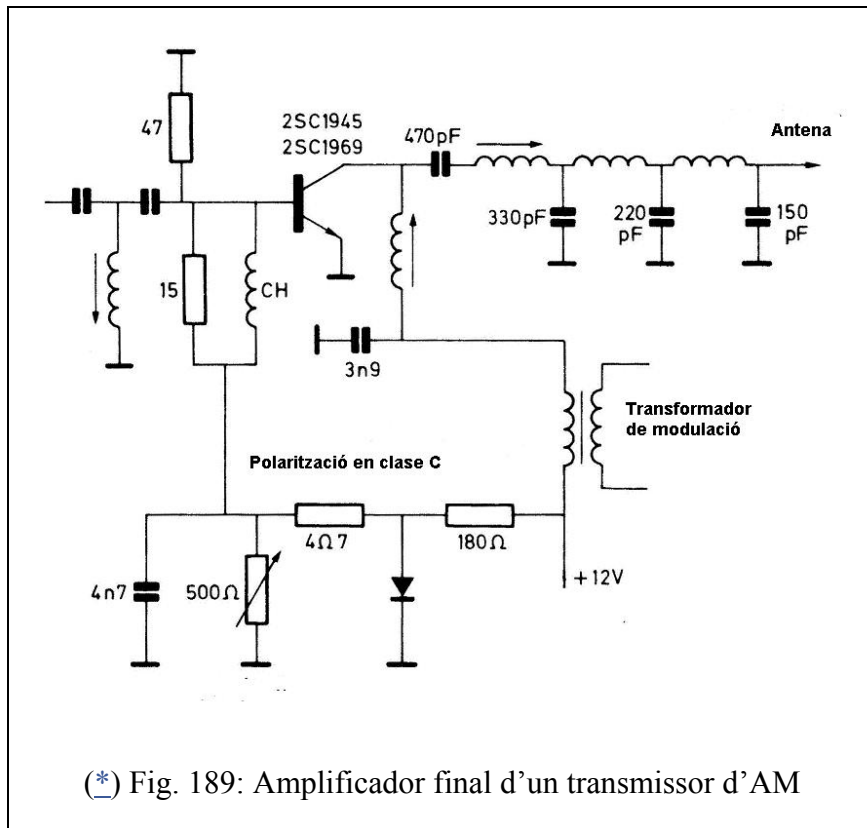 47
2SC1945
2SC1969
470pF
Antena
330pF
220
pF
150
pF
15
CH
3n9
Transformador
de modulació
Polarització en clase C
4Ω7
180Ω
4n7
500Ω
+12V
(*) Fig. 189: Amplificador final d'un transmissor d'AM